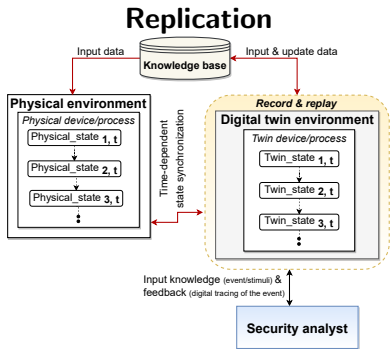 Replication
Input data
Input & update data
Knowledge base
Physical environment
Physical device/process
Physical_state 1, t
Physical_state 2, t
Physical_state 3, t
Time-dependent
state synchronization
Record & replay
Digital twin environment
Twin device/process
Twin_state 1, t
Twin_state 2, t
Twin_state 3, t
Input knowledge (event/stimuli) &
feedback (digital tracing of the event)
Security analyst